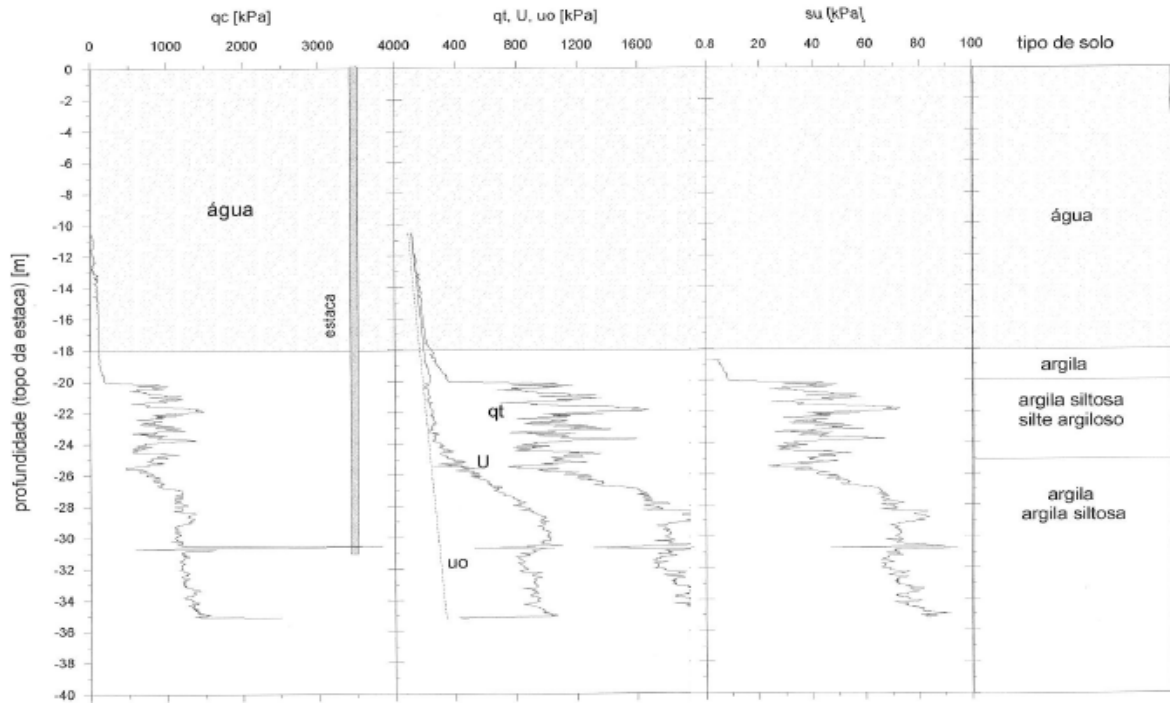 qc [kPa]
qt, U, uo [kPa]
su (kPa)
0 1000 2000 3000 4000
400 800 1200 1600
0.8 20 40 60 80 100
tipo de solo
0
-2
-4
-6
-8
-10
-12
-14
-16
-18
-20
-22
-24
-26
-28
-30
-32
-34
-36
-38
-40
profundidade (topo da estaca) [m]
água
estaca
qt
U
uo
água
argila
argila siltosa
silte argiloso
argila
argila siltosa